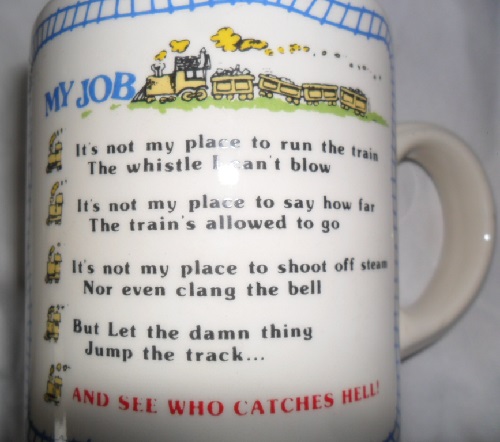 MY JOB
It's not my place to run the train
The whistle I can't blow
It's not my place to say how far
The train's allowed to go
It's not my place to shoot off steam
Nor even clang the bell
But Let the damn thing
Jump the track...
AND SEE WHO CATCHES HELL!